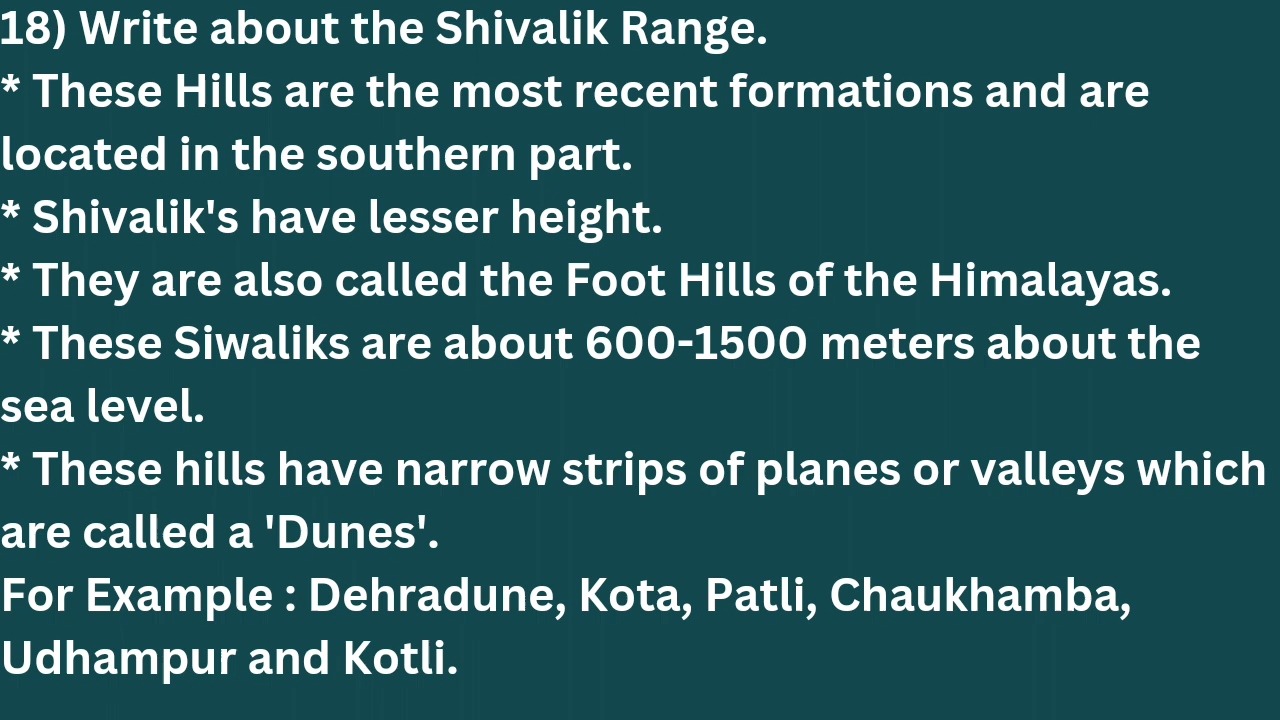 18) Write about the Shivalik Range.
* These Hills are the most recent formations and are
located in the southern part.
* Shivalik's have lesser height.
* They are also called the Foot Hills of the Himalayas.
* These Siwaliks are about 600-1500 meters about the
sea level.
* These hills have narrow strips of planes or valleys which
are called a 'Dunes'.
For Example : Dehradune, Kota, Patli, Chaukhamba,
Udhampur and Kotli.